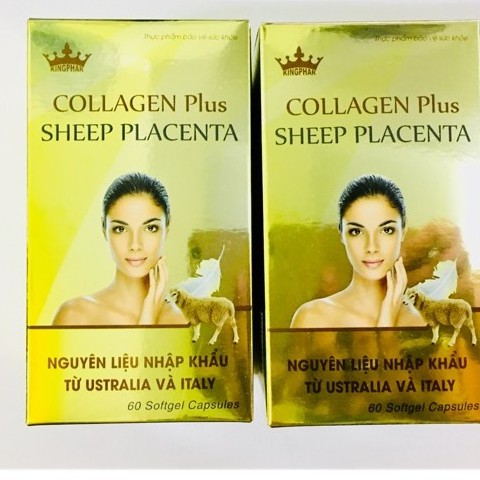 Thực phẩm bảo vệ sức khỏe
KINGPHAR
COLLAGEN Plus
SHEEP PLACENTA
NGUYÊN LIỆU NHẬP KHẨU
TỪ USTRALIA VÀ ITALY
60 Softgel Capsules
Thực phẩm bảo vệ sức khỏe
KINGPHAR
COLLAGEN Plus
SHEEP PLACENTA
NGUYÊN LIỆU NHẬP KHẨU
TỪ USTRALIA VÀ ITALY
60 Softgel Capsules